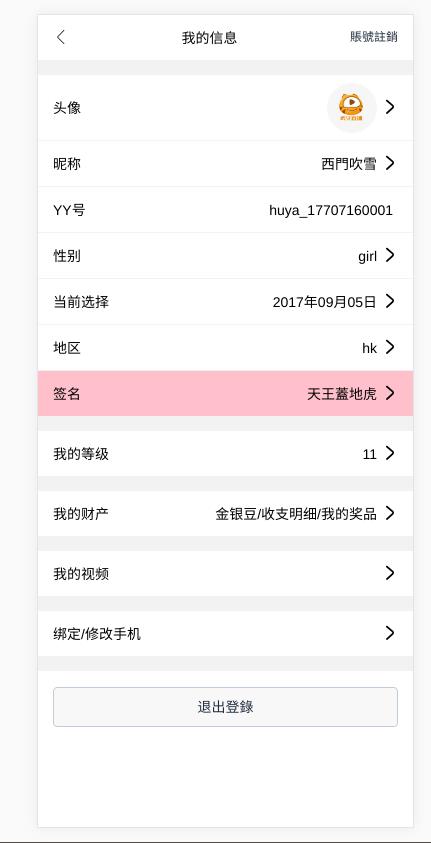 我的信息
賬號註銷
头像
昵称 西門吹雪
YY号 huya_17707160001
性别 girl
当前选择 2017年09月05日
地区 hk
签名 天王蓋地虎
我的等级 11
我的财产 金银豆/收支明细/我的奖品
我的视频
绑定/修改手机
退出登錄